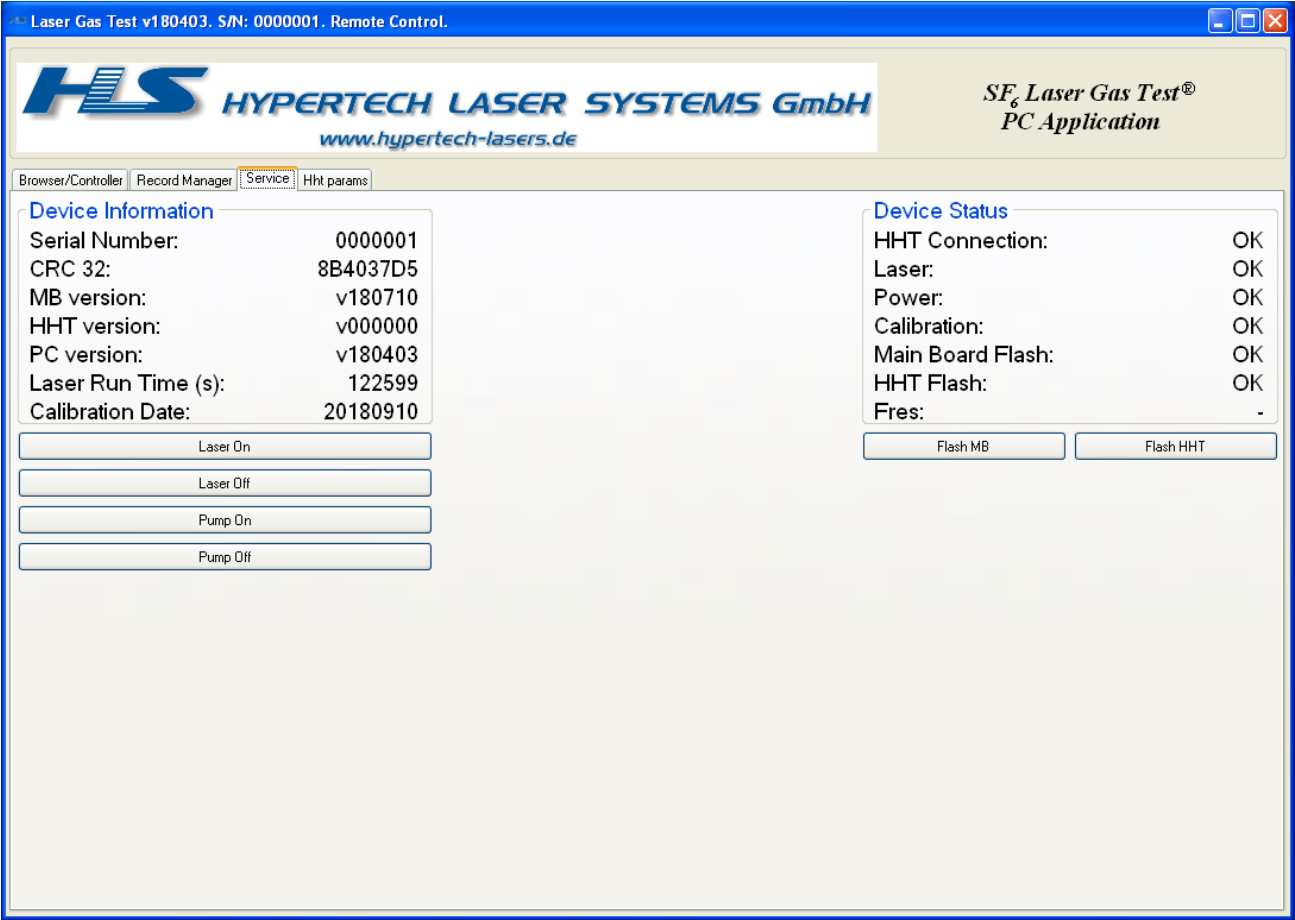 Laser Gas Test v180403. S/N: 0000001. Remote Control.
HLS HYPERTECH LASER SYSTEMS GmbH
www.hypertech-lasers.de
SF6 Laser Gas Test®
PC Application
Browser/Controller Record Manager Service Hht params
Device Information
Serial Number: 0000001
CRC 32: 8B4037D5
MB version: v180710
HHT version: v000000
PC version: v180403
Laser Run Time (s): 122599
Calibration Date: 20180910
Laser On
Laser Off
Pump On
Pump Off
Device Status
HHT Connection: OK
Laser: OK
Power: OK
Calibration: OK
Main Board Flash: OK
HHT Flash: OK
Fres: -
Flash MB Flash HHT